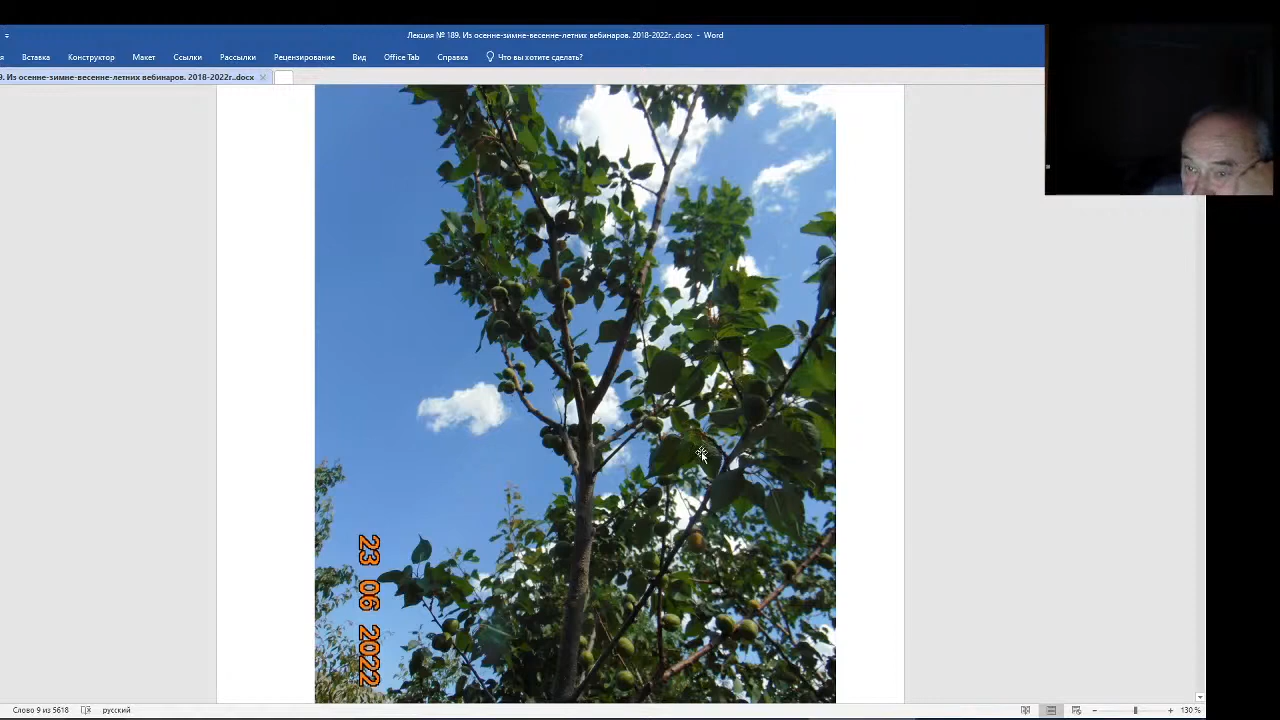 Лекция № 189. Из осенне-зимне-весенне-летних вебинаров. 2018-2022г..docx - Word
я Вставка Конструктор Макет Ссылки Рассылки Рецензирование Вид Office Tab Справка Что вы хотите сделать?
9. Из осенне-зимне-весенне-летних вебинаров. 2018-2022г..docx
23 06 2022
Слово 9 из 5618 русский 130 %